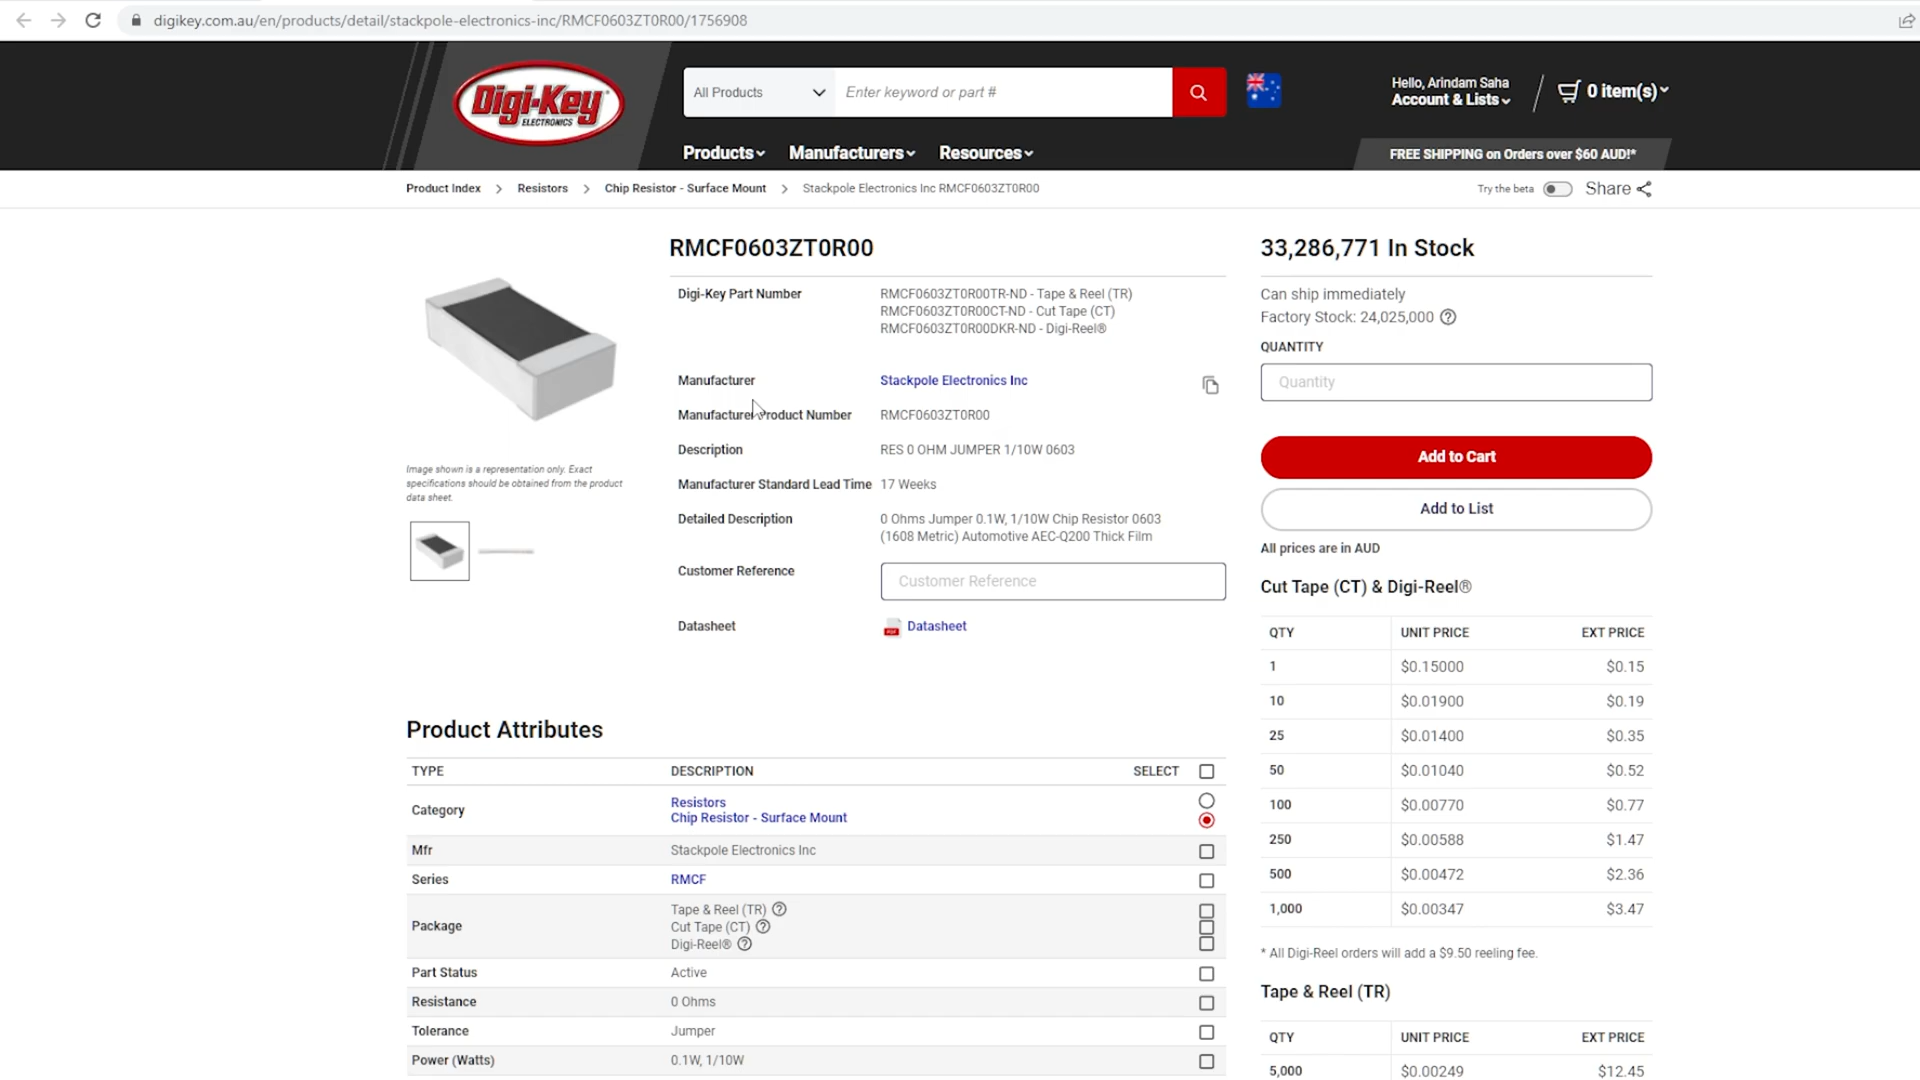 digikey.com.au/en/products/detail/stackpole-electronics-inc/RMCF0603ZT0R00/1756908
Digi-Key
ELECTRONICS
All Products
Enter keyword or part #
Hello, Arindam Saha
Account & Lists
0 item(s)
Products
Manufacturers
Resources
FREE SHIPPING on Orders over $60 AUD!*
Product Index > Resistors > Chip Resistor - Surface Mount > Stackpole Electronics Inc RMCF0603ZT0R00
Try the beta
Share
RMCF0603ZT0R00
Digi-Key Part Number
RMCF0603ZT0R00TR-ND - Tape & Reel (TR)
RMCF0603ZT0R00CT-ND - Cut Tape (CT)
RMCF0603ZT0R00DKR-ND - Digi-Reel®
Manufacturer Stackpole Electronics Inc
Manufacturer Product Number RMCF0603ZT0R00
Description RES 0 OHM JUMPER 1/10W 0603
Manufacturer Standard Lead Time 17 Weeks
Detailed Description 0 Ohms Jumper 0.1W, 1/10W Chip Resistor 0603
(1608 Metric) Automotive AEC-Q200 Thick Film
Customer Reference Customer Reference
Datasheet PDF Datasheet
Image shown is a representation only. Exact
specifications should be obtained from the product
data sheet.
33,286,771 In Stock
Can ship immediately
Factory Stock: 24,025,000 ?
QUANTITY
Quantity
Add to Cart
Add to List
All prices are in AUD
Cut Tape (CT) & Digi-Reel®
QTY UNIT PRICE EXT PRICE
1 $0.15000 $0.15
10 $0.01900 $0.19
25 $0.01400 $0.35
50 $0.01040 $0.52
100 $0.00770 $0.77
250 $0.00588 $1.47
500 $0.00472 $2.36
1,000 $0.00347 $3.47
* All Digi-Reel orders will add a $9.50 reeling fee.
Tape & Reel (TR)
QTY UNIT PRICE EXT PRICE
5,000 $0.00249 $12.45
Product Attributes
TYPE DESCRIPTION SELECT
Category Resistors
Chip Resistor - Surface Mount
Mfr Stackpole Electronics Inc
Series RMCF
Package Tape & Reel (TR) ?
Cut Tape (CT) ?
Digi-Reel® ?
Part Status Active
Resistance 0 Ohms
Tolerance Jumper
Power (Watts) 0.1W, 1/10W